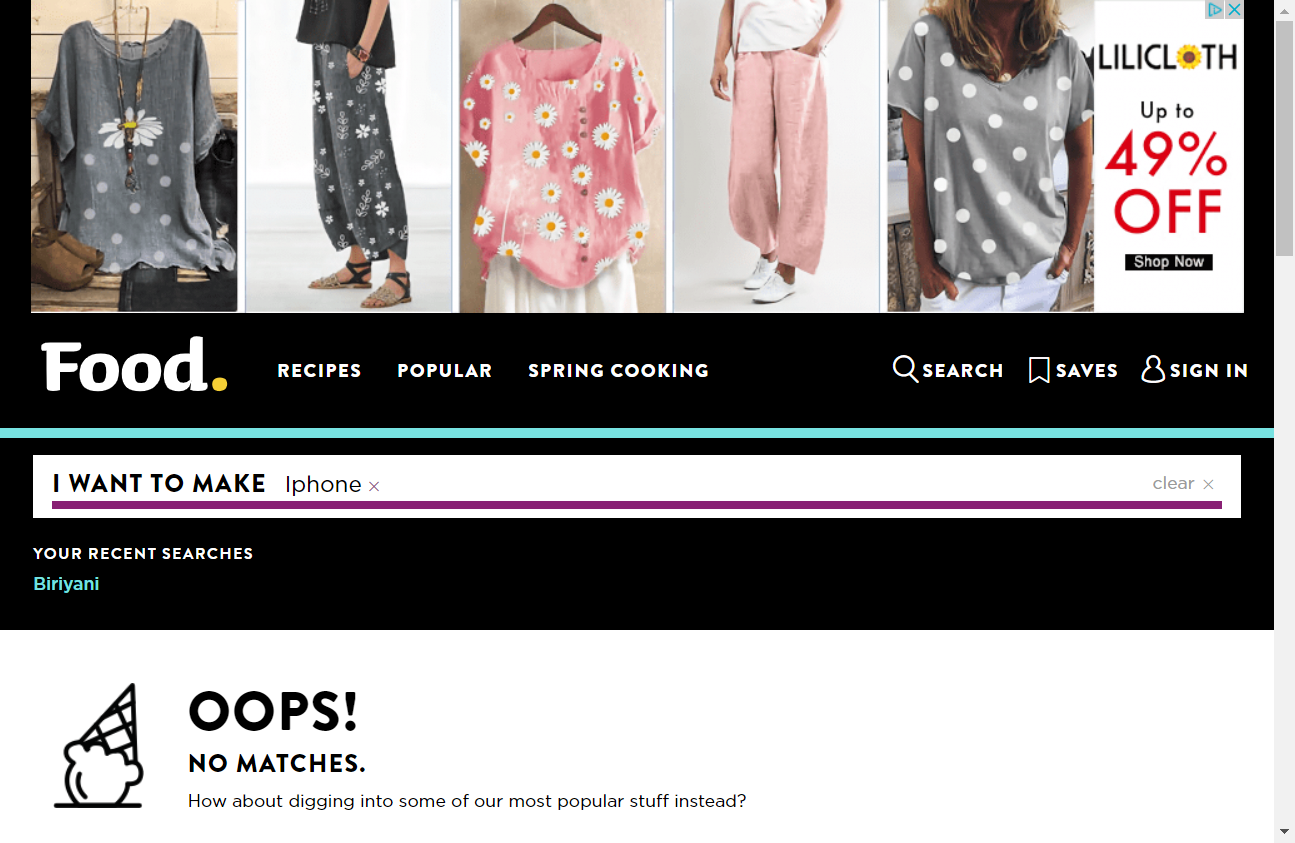 LILICLOTH
Up to
49%
OFF
Shop Now
Food.
RECIPES
POPULAR
SPRING COOKING
SEARCH
SAVES
SIGN IN
I WANT TO MAKE Iphone ×
clear ×
YOUR RECENT SEARCHES
Biriyani
OOPS!
NO MATCHES.
How about digging into some of our most popular stuff instead?